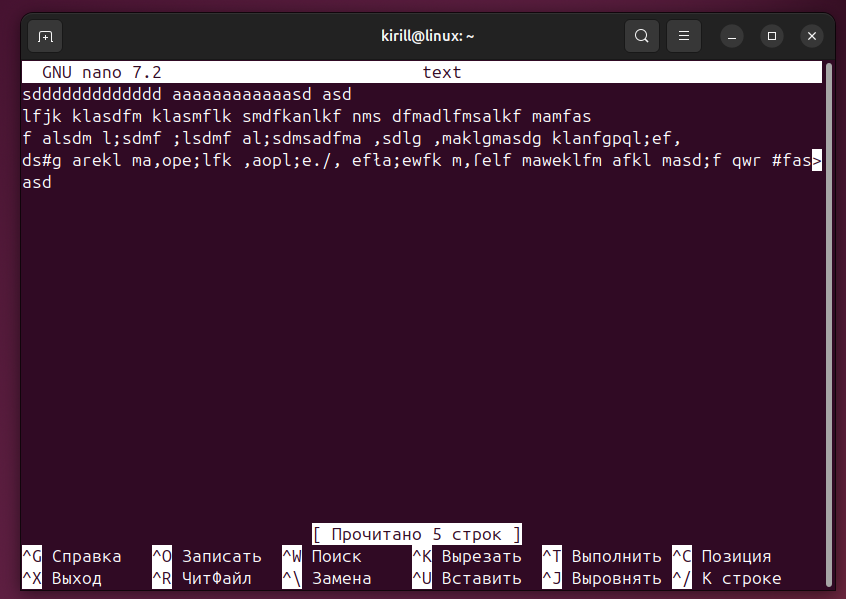 kirill@linux: ~
GNU nano 7.2 text
sddddddddddddd aaaaaaaaaaaasd asd
lfjk klasdfm klasmflk smdfkanlkf nms dfmadlfmsalkf mamfas
f alsdm l;sdmf ;lsdmf al;sdmsadfma ,sdlg ,maklgmasdg klanfgpql;ef,
ds#g arekl ma,ope;lfk ,aopl;e./, efła;ewfk m,ſelf maweklfm afkl masd;f qwr #fas>
asd
[ Прочитано 5 строк ]
^G Справка ^O Записать ^W Поиск ^K Вырезать ^T Выполнить ^C Позиция
^X Выход ^R ЧитФайл ^\ Замена ^U Вставить ^J Выровнять ^/ К строке